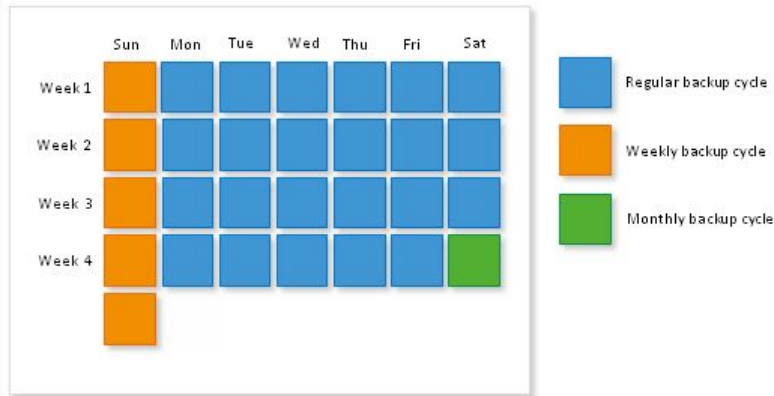 Sun Mon Tue Wed Thu Fri Sat
Week 1
Week 2
Week 3
Week 4
Regular backup cycle
Weekly backup cycle
Monthly backup cycle